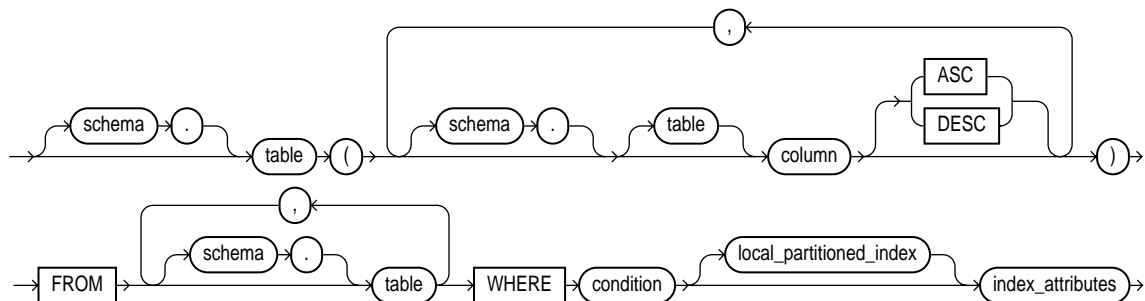 ,
ASC
schema . schema . table DESC
table ( column )
,
schema . local_partitioned_index
FROM table WHERE condition index_attributes